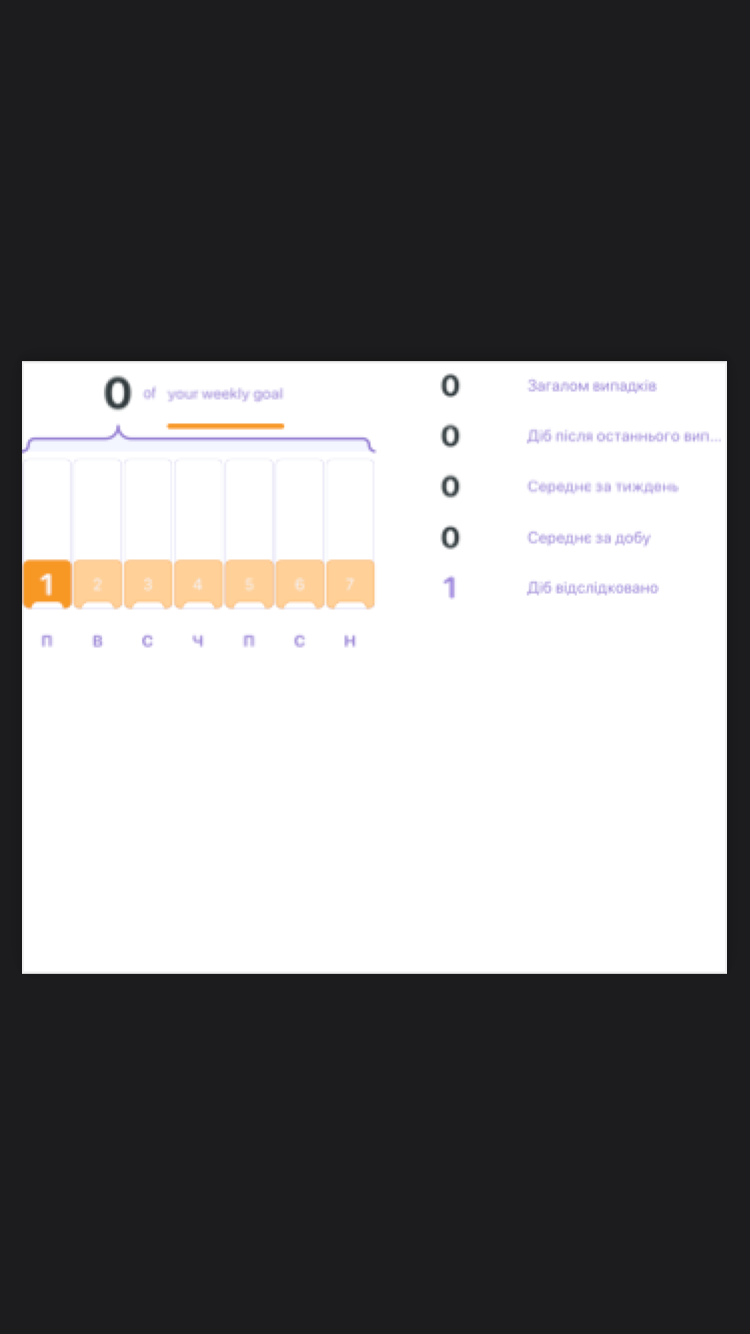 0 of your weekly goal
1 2 3 4 5 6 7
П В С Ч П С Н
0 Загалом випадків
0 Діб після останнього вип...
0 Середнє за тиждень
0 Середнє за добу
1 Діб відслідковано